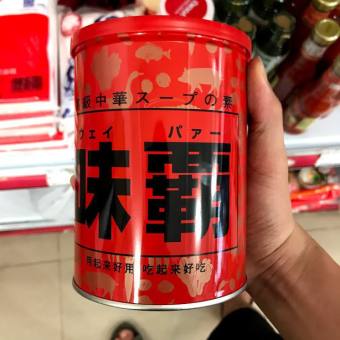 級中華スープの素
ウェイ パァー
味覇
用起来好用 吃起来好吃